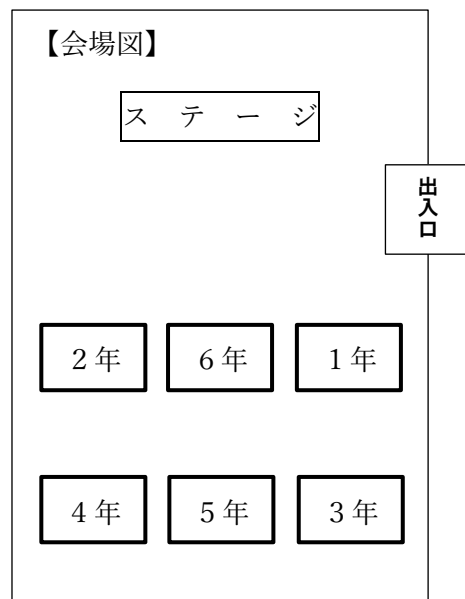 【会場図】
ス テ ー ジ
出入口
2年 6年 1年
4年 5年 3年